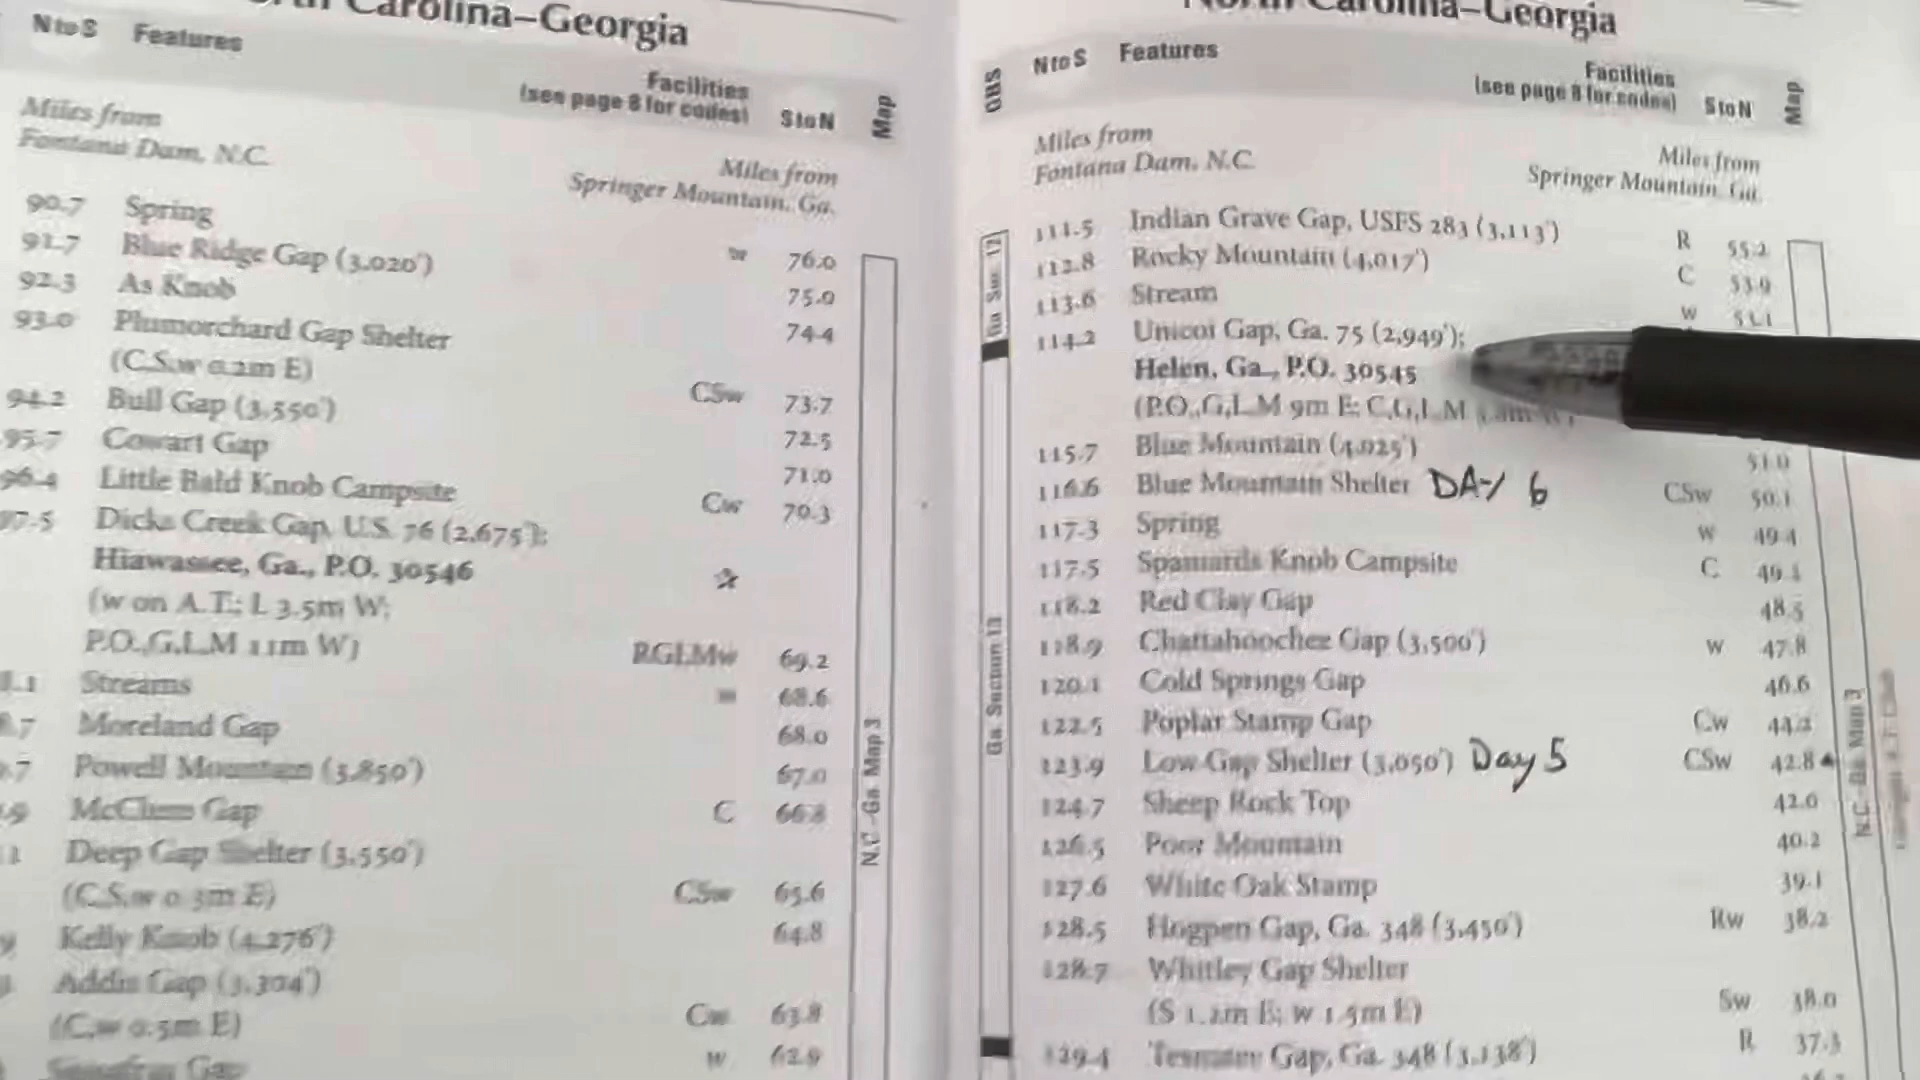 Carolina–Georgia
NtoS Features
Facilities
(see page 8 for codes) StoN Map
Miles from
Fontana Dam, N.C.
Miles from
Springer Mountain, Ga.
90.7 Spring
91.7 Blue Ridge Gap (3,020') w 76.0
92.3 As Knob 75.0
93.0 Plumorchard Gap Shelter 74.4
(C,S,w 0.2m E) CSw 73.7
94.2 Bull Gap (3,550') 72.5
95.7 Cowart Gap 71.0
96.4 Little Bald Knob Campsite Cw 70.3
97.5 Dicks Creek Gap, U.S. 76 (2,675');
Hiawassee, Ga., P.O. 30546
(w on A.T.; L 3.5m W;
P.O.,G,L,M 11m W) RGLMw 69.2
.1 Streams 68.6
.7 Moreland Gap 68.0
.7 Powell Mountain (3,850') 67.0
.9 McClure Gap C 66.8
Deep Gap Shelter (3,550')
(C,S,w 0.3m E) CSw 65.6
Kelly Knob (4,276') 64.8
Addis Gap (3,304')
(C,w 0.5m E) Cw 63.8
w 62.9
N.C.–Ga. Map 3
North Carolina–Georgia
OBS NtoS Features
Facilities
(see page 8 for codes) StoN Map
Miles from
Fontana Dam, N.C.
Miles from
Springer Mountain, Ga.
111.5 Indian Grave Gap, USFS 283 (3,113') R 55.2
112.8 Rocky Mountain (4,017') C 53.9
113.6 Stream w
114.2 Unicoi Gap, Ga. 75 (2,949');
Helen, Ga., P.O. 30545
(P.O.,G,L,M 9m E; C,G,L,M
115.7 Blue Mountain (4,025') 51.0
116.6 Blue Mountain Shelter DAY 6 CSw 50.1
117.3 Spring w 49.4
117.5 Spaniards Knob Campsite C
118.2 Red Clay Gap 48.5
118.9 Chattahoochee Gap (3,500') w 47.8
120.1 Cold Springs Gap 46.6
122.5 Poplar Stamp Gap Cw
123.9 Low Gap Shelter (3,050') Day 5 CSw 42.8
124.7 Sheep Rock Top 42.0
126.5 Poor Mountain 40.2
127.6 White Oak Stamp 39.1
128.5 Hogpen Gap, Ga. 348 (3,450') Rw 38.2
128.7 Whitley Gap Shelter
(S 1.2m E; w 1.5m E) Sw 38.0
129.4 Tesnatee Gap, Ga. 348 (3,138') R 37.3
Ga. Sec. 12
Ga. Section 13
N.C.–Ga. Map 3